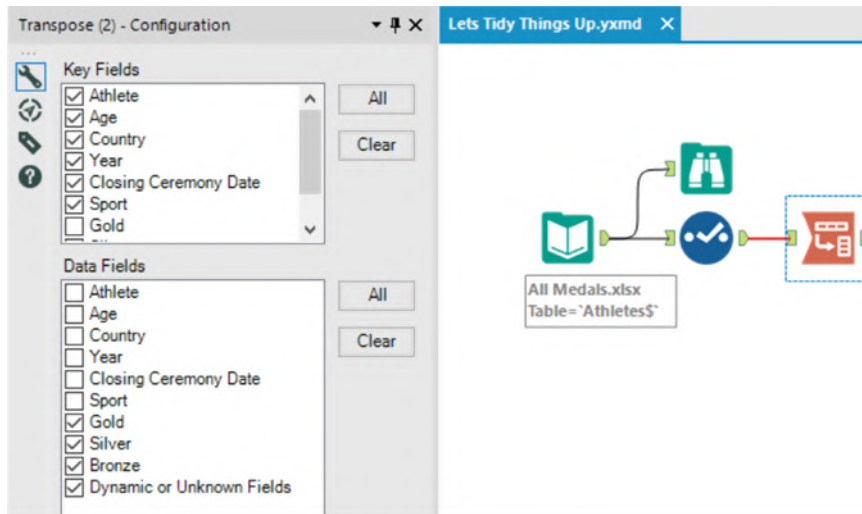 Transpose (2) - Configuration
Key Fields
Athlete
Age
Country
Year
Closing Ceremony Date
Sport
Gold
All
Clear
Data Fields
Athlete
Age
Country
Year
Closing Ceremony Date
Sport
Gold
Silver
Bronze
Dynamic or Unknown Fields
All
Clear
Lets Tidy Things Up.yxmd
All Medals.xlsx
Table=`Athletes$`